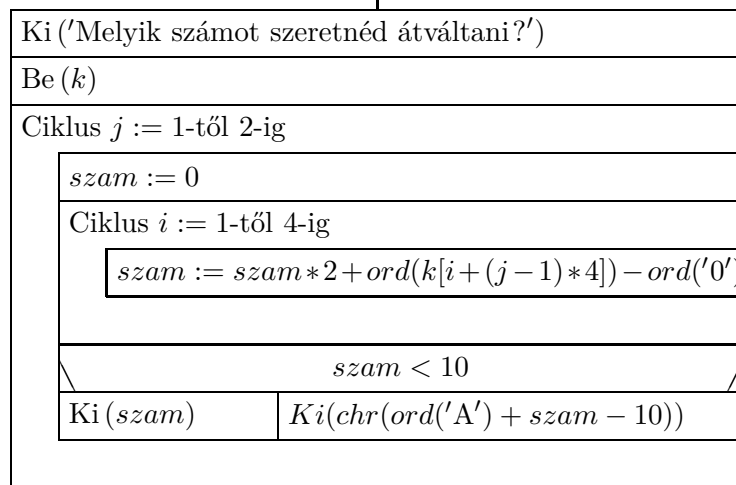 Ki ('Melyik számot szeretnéd átváltani?')
Be (k)
Ciklus j := 1-től 2-ig
szam := 0
Ciklus i := 1-től 4-ig
szam := szam*2+ord(k[i+(j−1)*4])−ord('0')
szam < 10
Ki (szam) Ki(chr(ord('A') + szam − 10))